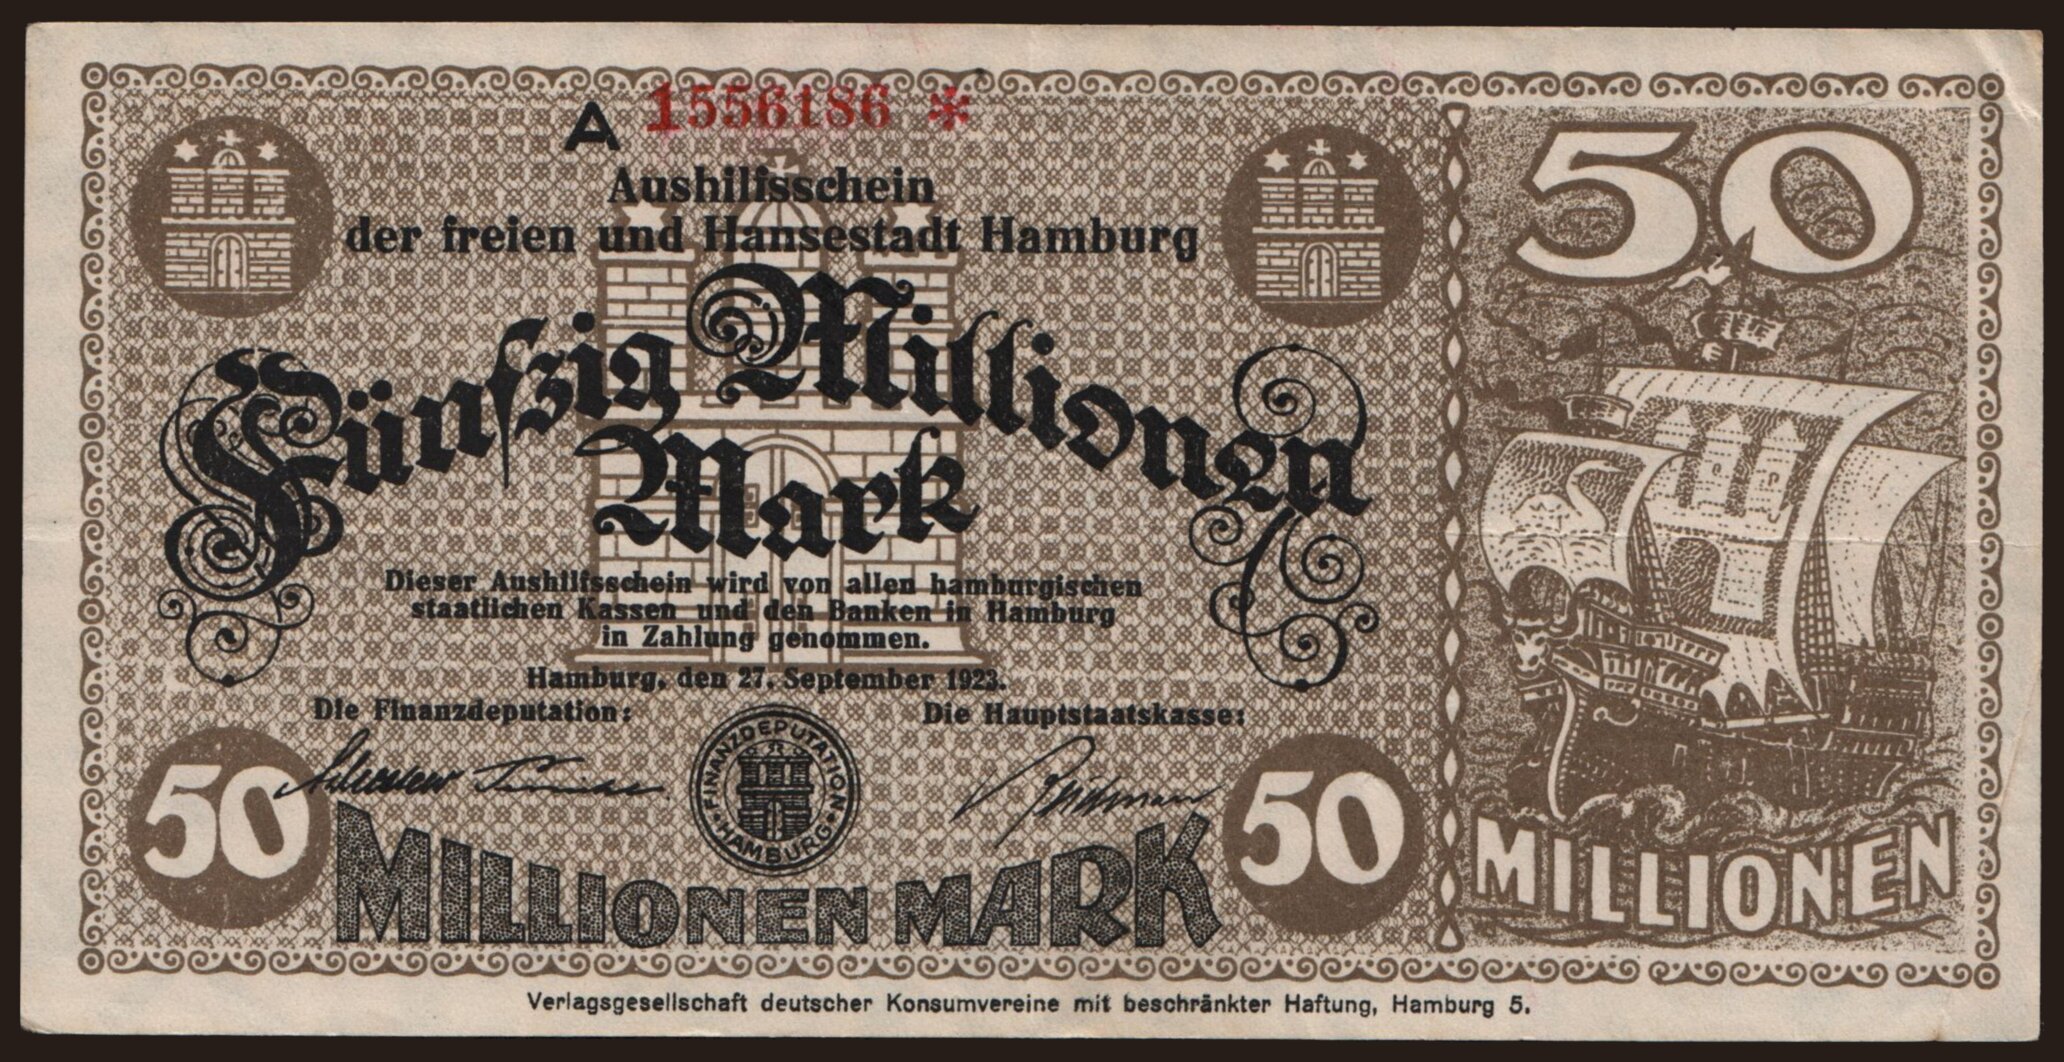 A 1556186 *
Aushilfsschein
der freien und Hansestadt Hamburg
50
Fünfzig Millionen
Mark
Dieser Aushilfsschein wird von allen hamburgischen
staatlichen Kassen und den Banken in Hamburg
in Zahlung genommen.
Hamburg, den 27. September 1923.
Die Finanzdeputation:
Die Hauptstaatskasse:
FINANZDEPUTATION
HAMBURG
50
MILLIONEN MARK
50
MILLIONEN
Verlagsgesellschaft deutscher Konsumvereine mit beschränkter Haftung, Hamburg 5.